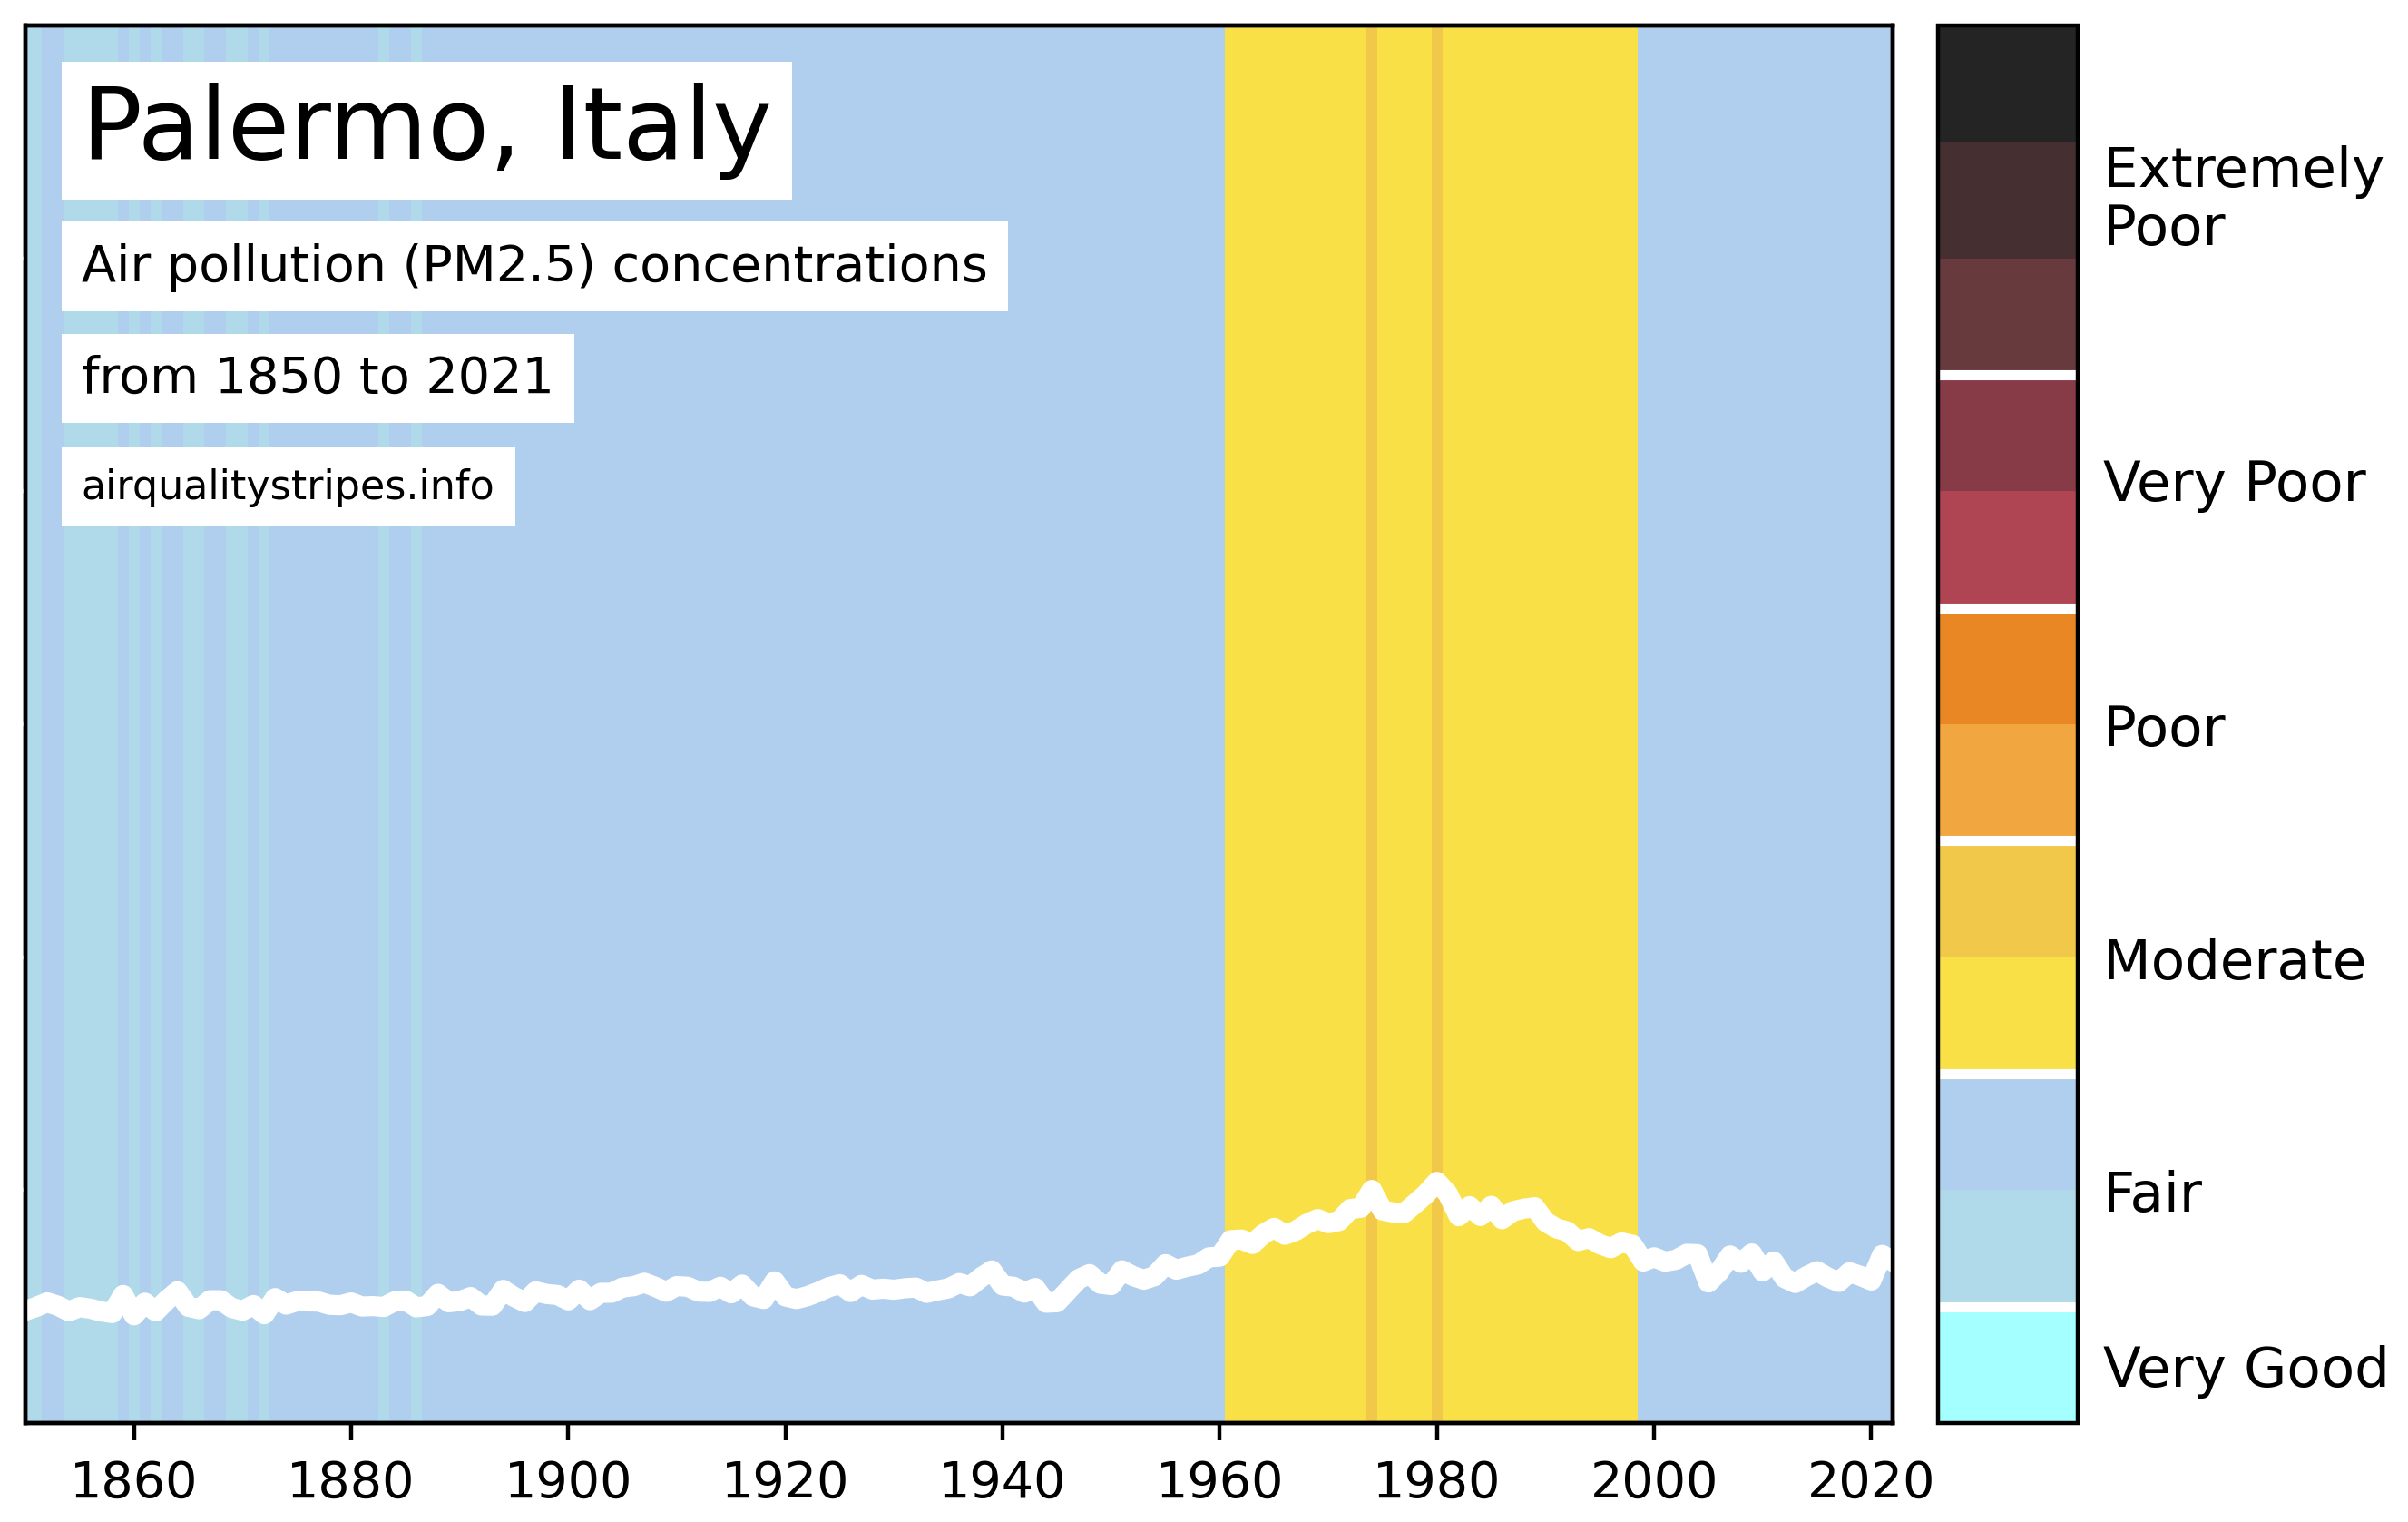 Palermo, Italy
Air pollution (PM2.5) concentrations
from 1850 to 2021
airqualitystripes.info
Extremely
Poor
Very Poor
Poor
Moderate
Fair
Very Good
1860 1880 1900 1920 1940 1960 1980 2000 2020